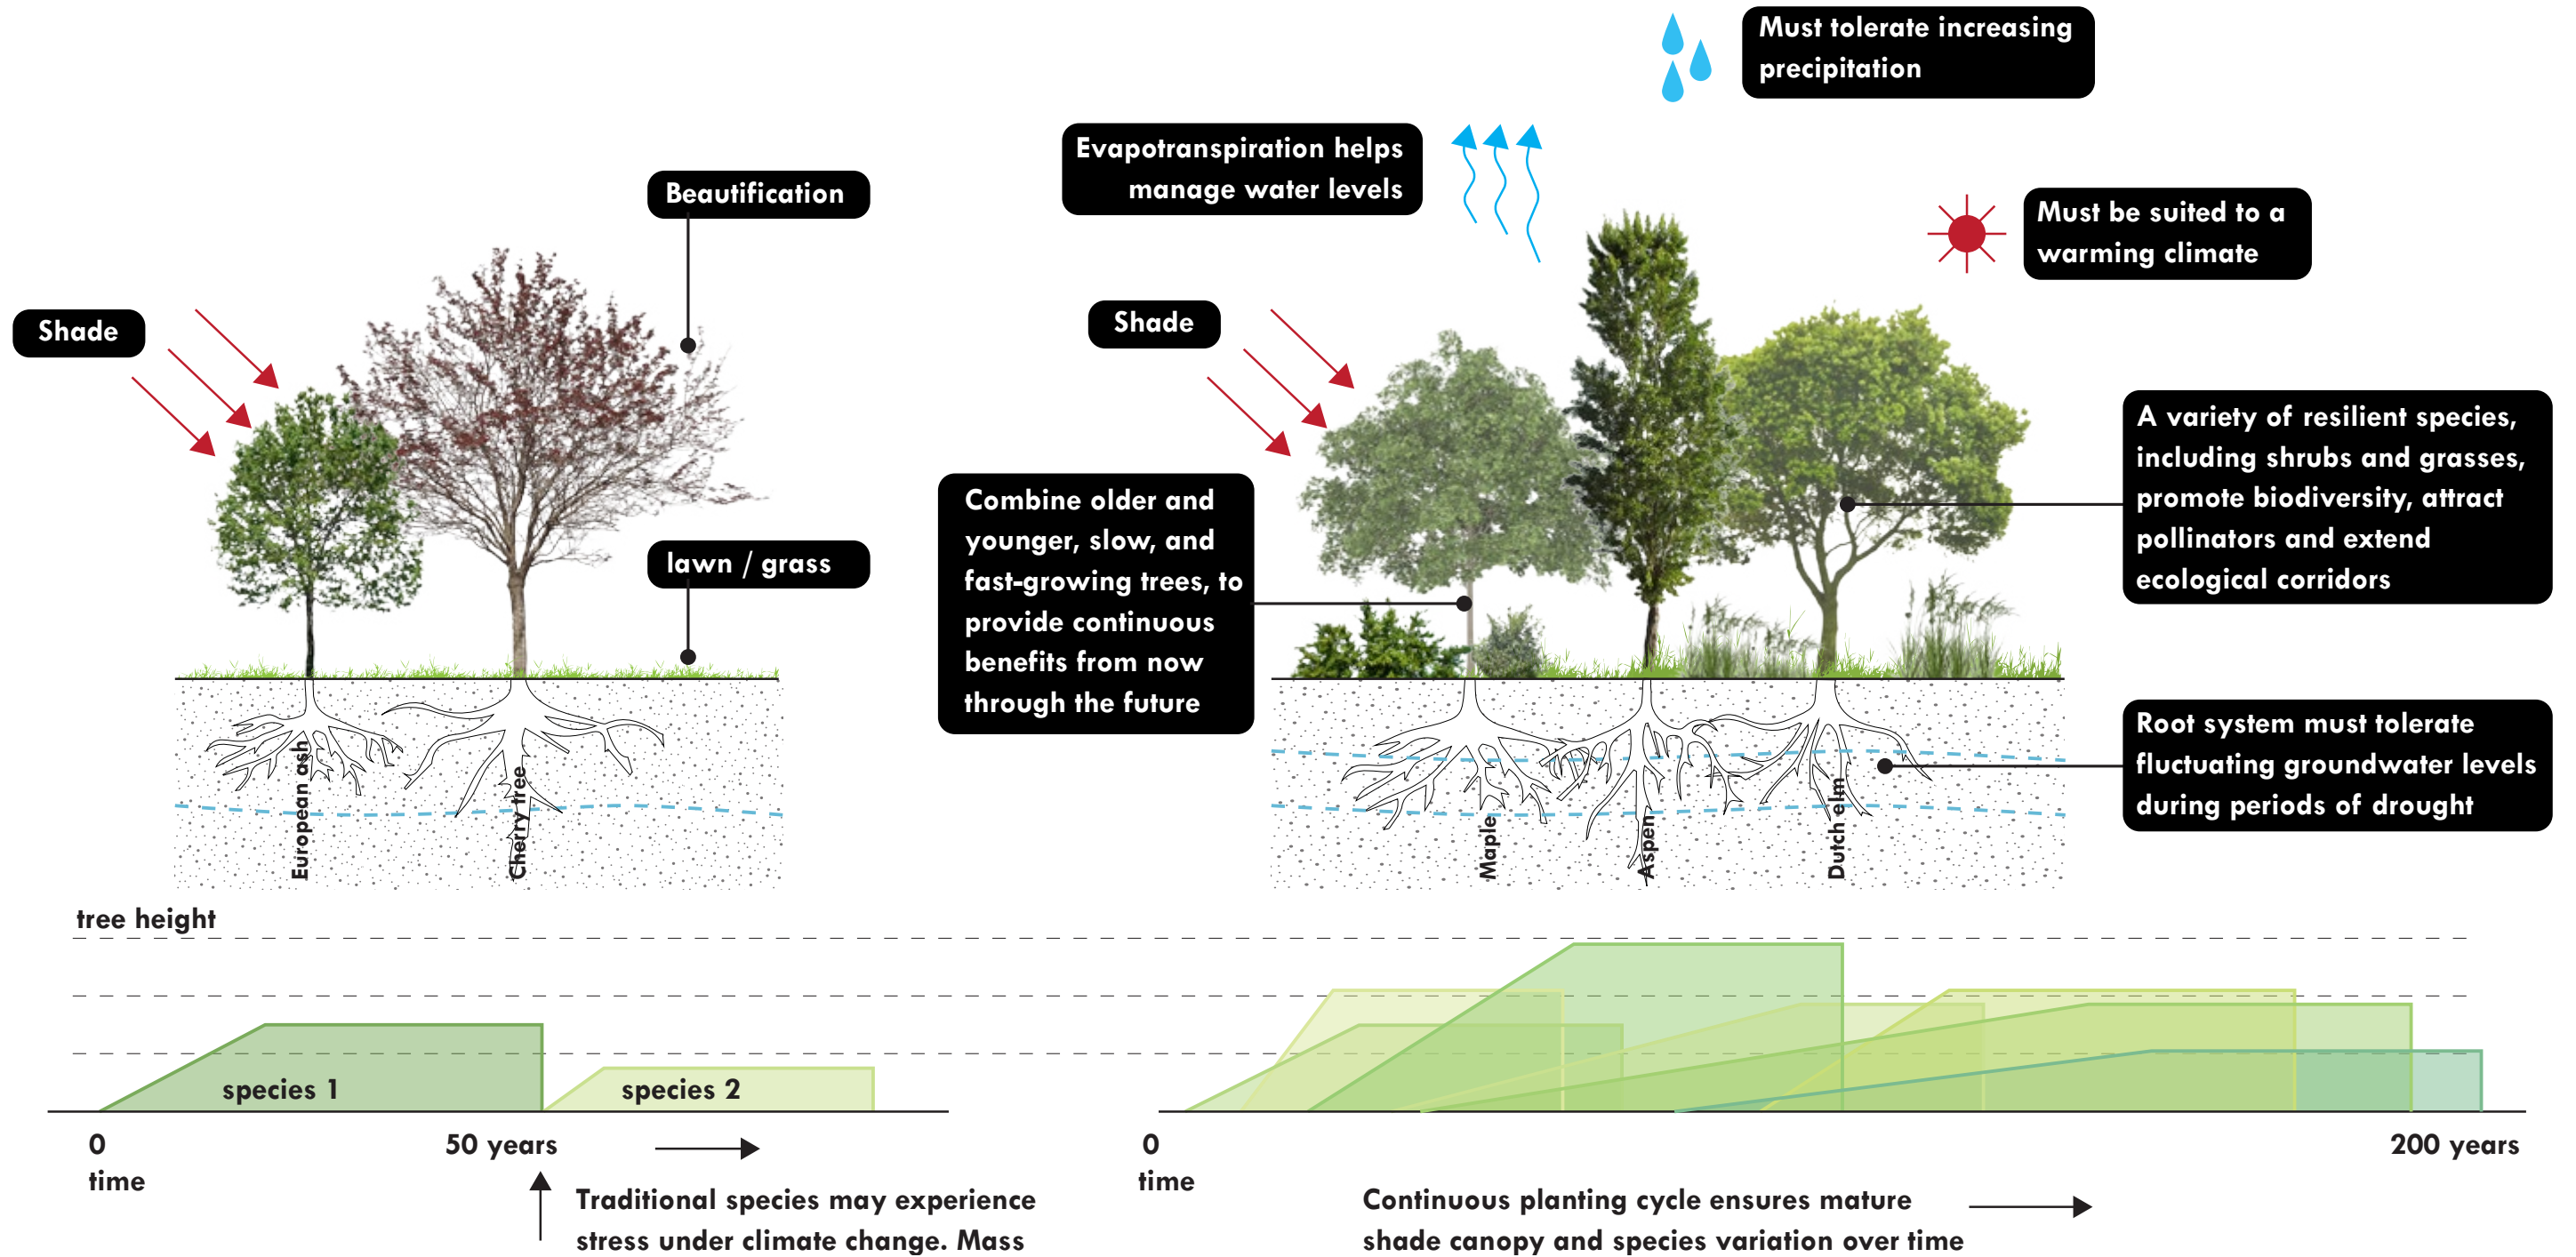 Must tolerate increasing
precipitation
Evapotranspiration helps
manage water levels
Beautification
Must be suited to a
warming climate
Shade
Shade
A variety of resilient species,
including shrubs and grasses,
promote biodiversity, attract
pollinators and extend
ecological corridors
Combine older and
younger, slow, and
fast-growing trees, to
provide continuous
benefits from now
through the future
lawn / grass
Root system must tolerate
fluctuating groundwater levels
during periods of drought
European ash
Cherry tree
Maple
Aspen
Dutch elm
tree height
species 1
species 2
0
time
50 years
0
time
200 years
Traditional species may experience
stress under climate change. Mass
Continuous planting cycle ensures mature
shade canopy and species variation over time